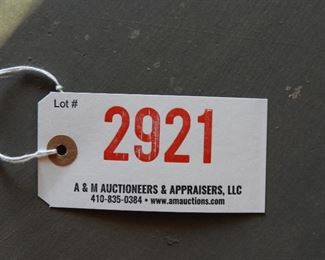 Lot #
2921
A & M AUCTIONEERS & APPRAISERS, LLC
410-835-0384 • www.amauctions.com